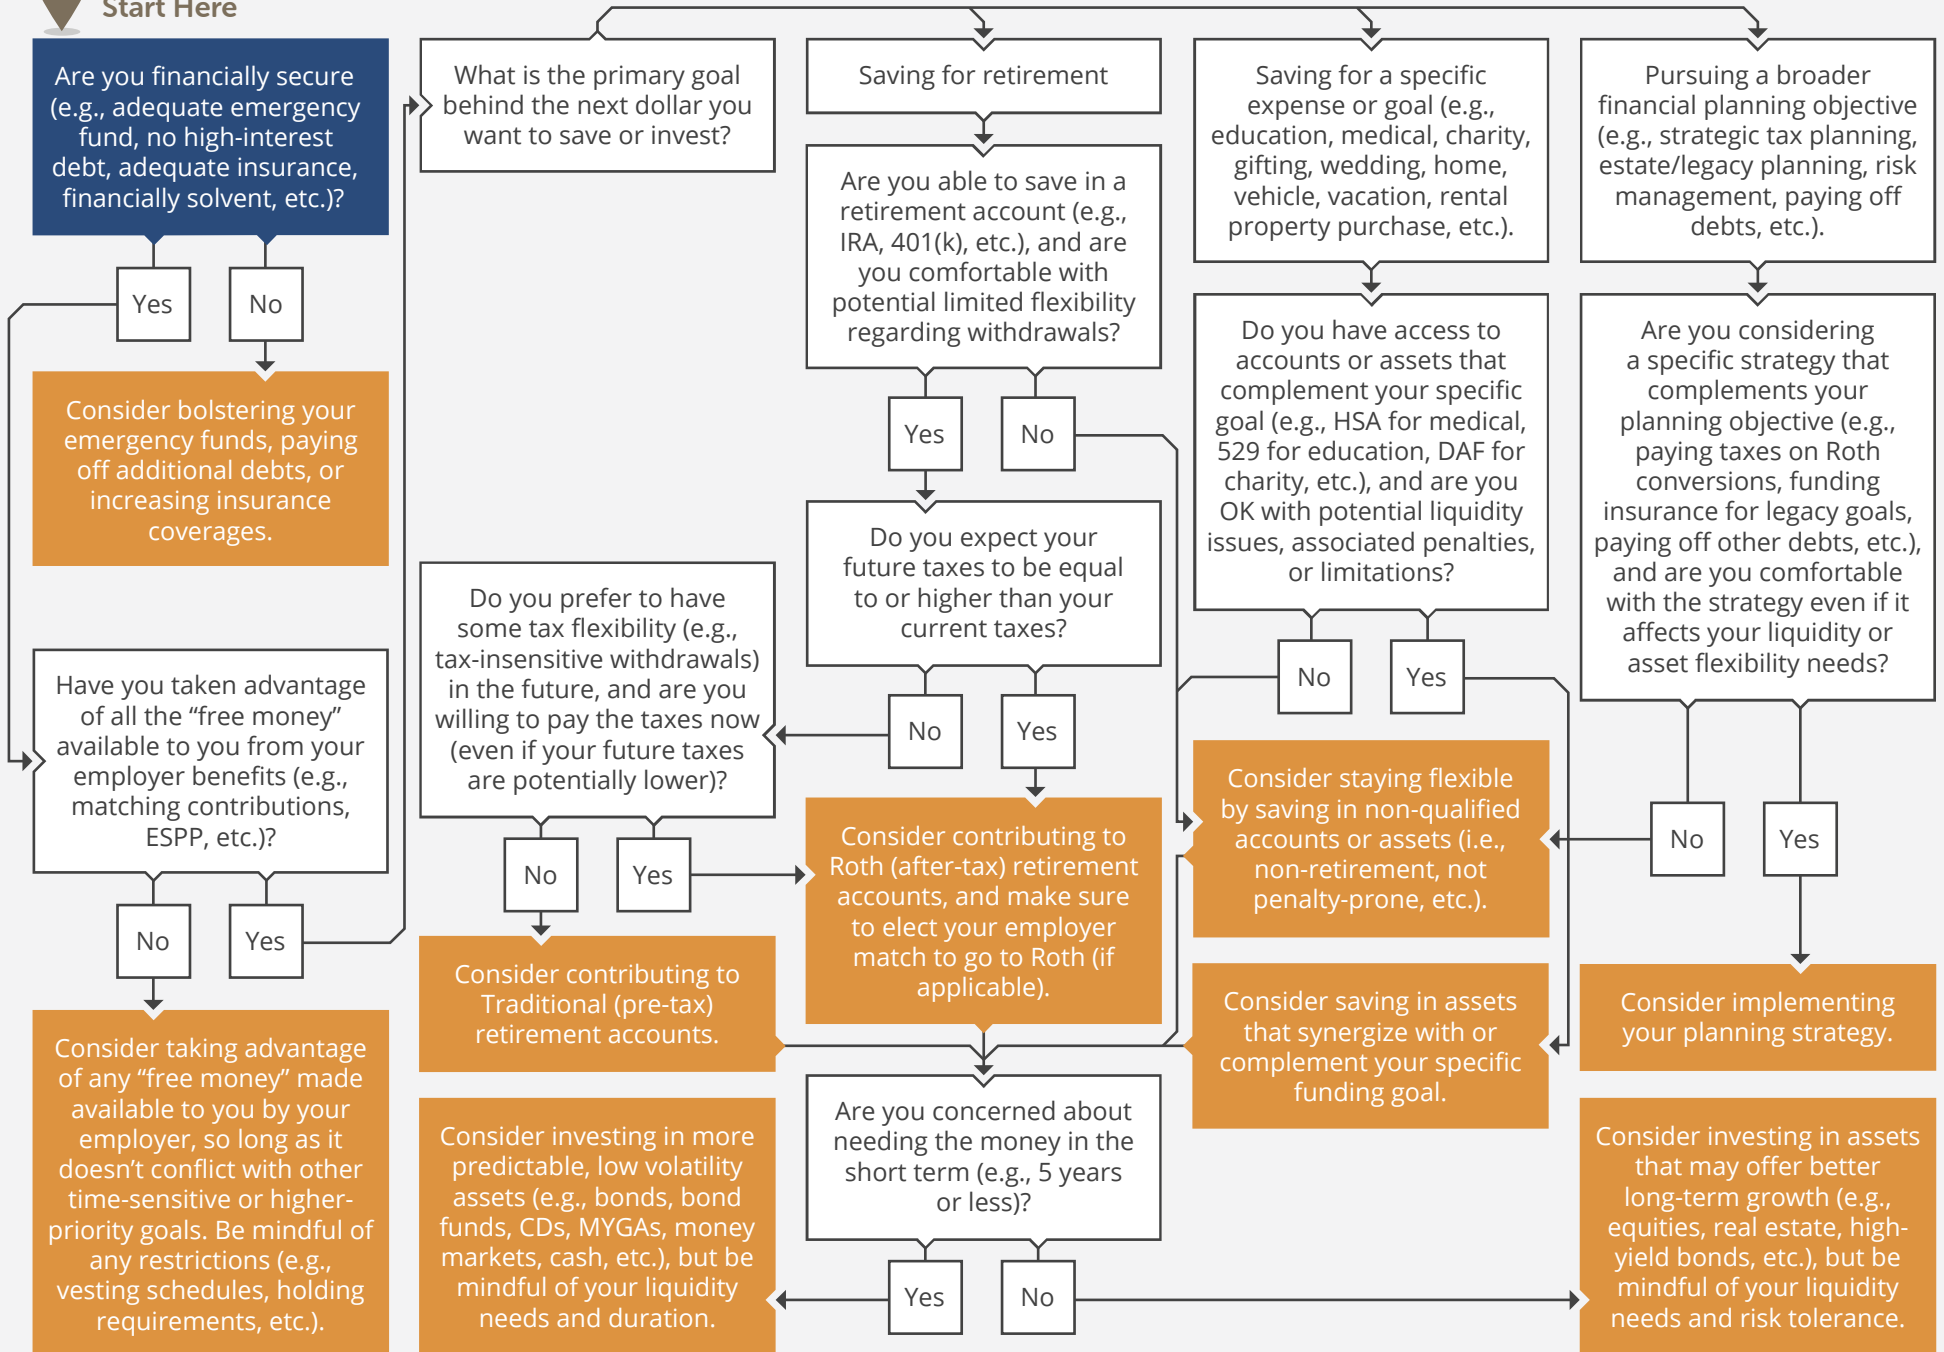 Start Here
Are you financially secure
(e.g., adequate emergency
fund, no high-interest
debt, adequate insurance,
financially solvent, etc.)?
Yes
No
Consider bolstering your
emergency funds, paying
off additional debts, or
increasing insurance
coverages.
Have you taken advantage
of all the “free money”
available to you from your
employer benefits (e.g.,
matching contributions,
ESPP, etc.)?
No
Yes
Consider taking advantage
of any “free money” made
available to you by your
employer, so long as it
doesn’t conflict with other
time-sensitive or higher-
priority goals. Be mindful of
any restrictions (e.g.,
vesting schedules, holding
requirements, etc.).
What is the primary goal
behind the next dollar you
want to save or invest?
Saving for retirement
Are you able to save in a
retirement account (e.g.,
IRA, 401(k), etc.), and are
you comfortable with
potential limited flexibility
regarding withdrawals?
Yes
No
Do you expect your
future taxes to be equal
to or higher than your
current taxes?
No
Yes
Do you prefer to have
some tax flexibility (e.g.,
tax-insensitive withdrawals)
in the future, and are you
willing to pay the taxes now
(even if your future taxes
are potentially lower)?
No
Yes
Consider contributing to
Traditional (pre-tax)
retirement accounts.
Consider contributing to
Roth (after-tax) retirement
accounts, and make sure
to elect your employer
match to go to Roth (if
applicable).
Saving for a specific
expense or goal (e.g.,
education, medical, charity,
gifting, wedding, home,
vehicle, vacation, rental
property purchase, etc.).
Do you have access to
accounts or assets that
complement your specific
goal (e.g., HSA for medical,
529 for education, DAF for
charity, etc.), and are you
OK with potential liquidity
issues, associated penalties,
or limitations?
No
Yes
Consider staying flexible
by saving in non-qualified
accounts or assets (i.e.,
non-retirement, not
penalty-prone, etc.).
Consider saving in assets
that synergize with or
complement your specific
funding goal.
Pursuing a broader
financial planning objective
(e.g., strategic tax planning,
estate/legacy planning, risk
management, paying off
debts, etc.).
Are you considering
a specific strategy that
complements your
planning objective (e.g.,
paying taxes on Roth
conversions, funding
insurance for legacy goals,
paying off other debts, etc.),
and are you comfortable
with the strategy even if it
affects your liquidity or
asset flexibility needs?
No
Yes
Consider implementing
your planning strategy.
Are you concerned about
needing the money in the
short term (e.g., 5 years
or less)?
Yes
No
Consider investing in more
predictable, low volatility
assets (e.g., bonds, bond
funds, CDs, MYGAs, money
markets, cash, etc.), but be
mindful of your liquidity
needs and duration.
Consider investing in assets
that may offer better
long-term growth (e.g.,
equities, real estate, high-
yield bonds, etc.), but be
mindful of your liquidity
needs and risk tolerance.